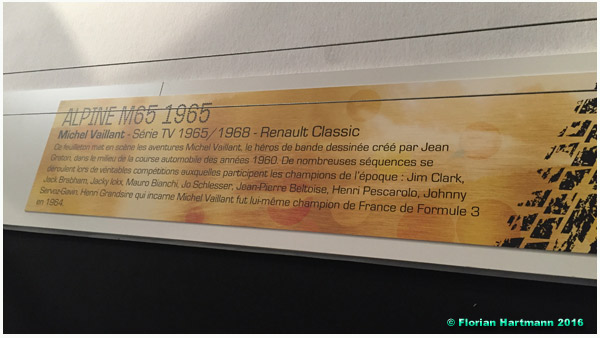 ALPINE M65 1965
Michel Vaillant - Série TV 1965/1968 - Renault Classic
Ce feuilleton met en scène les aventures Michel Vaillant, le héros de bande dessinée créé par Jean
Graton, dans le milieu de la course automobile des années 1960. De nombreuses séquences se
déroulent lors de véritables compétitions auxquelles participent les champions de l'époque : Jim Clark,
Jack Brabham, Jacky Ickx, Mauro Bianchi, Jo Schlesser, Jean-Pierre Beltoise, Henri Pescarolo, Johnny
Servoz-Gavin. Henri Grandsire qui incarne Michel Vaillant fut lui-même champion de France de Formule 3
en 1964.
© Florian Hartmann 2016